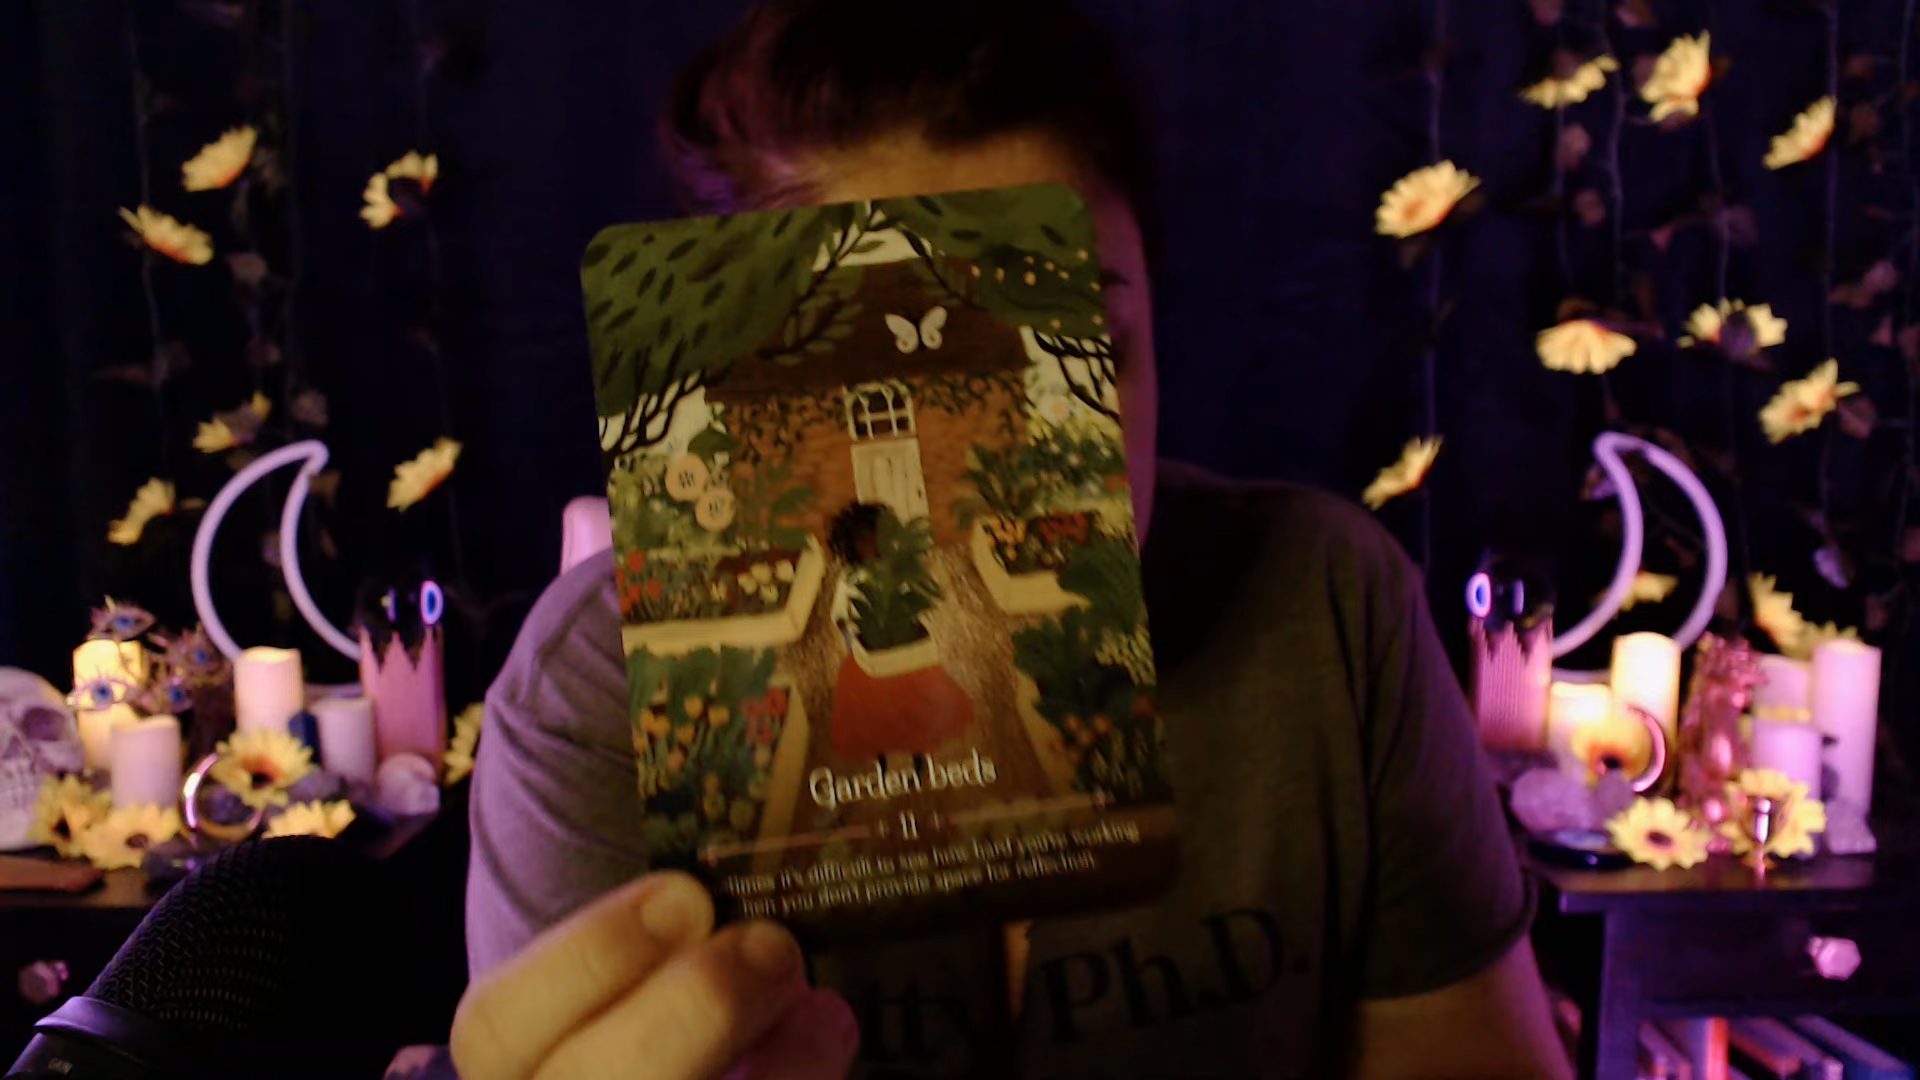 Garden beds
11
times it's difficult to see how hard you're working
hen you don't provide space for reflection.
Ph.D.
GAIN